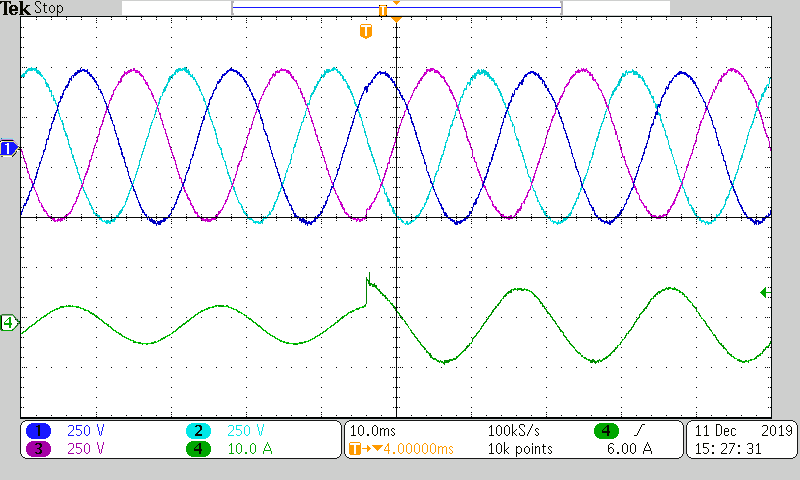 Tek Stop
T
T
1
4
1 250 V 2 250 V 10.0ms 100kS/s 4 11 Dec 2019
3 250 V 4 10.0 A T→▼4.00000ms 10k points 6.00 A 15: 27: 31